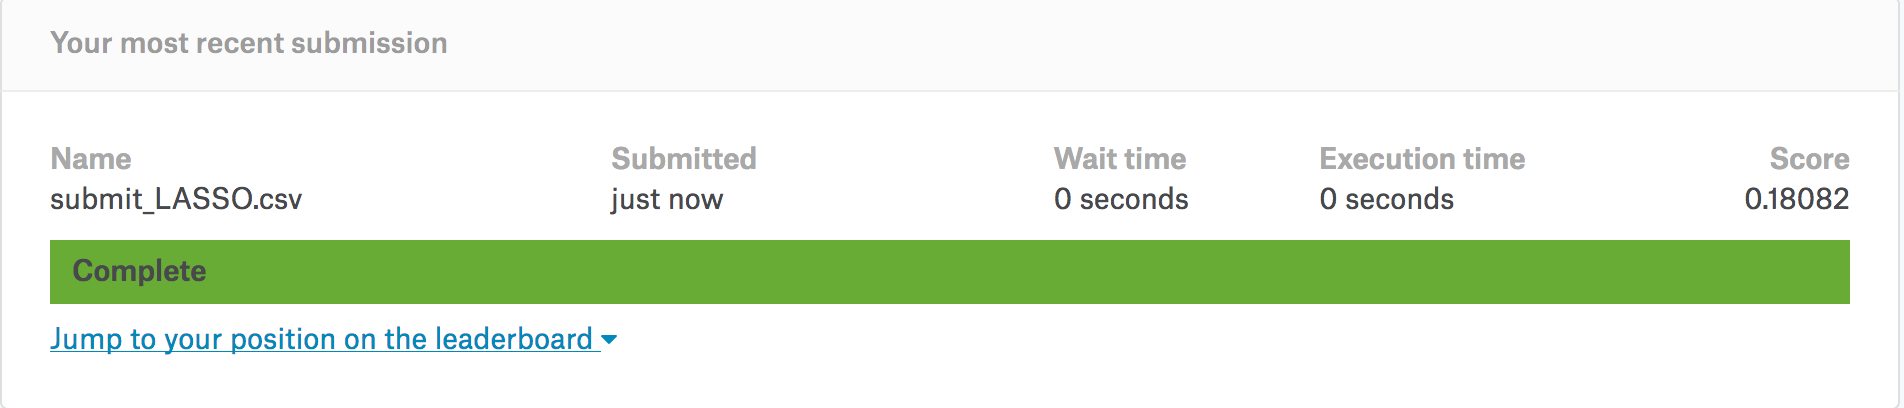 Your most recent submission
Name Submitted Wait time Execution time Score
submit_LASSO.csv just now 0 seconds 0 seconds 0.18082
Complete
Jump to your position on the leaderboard